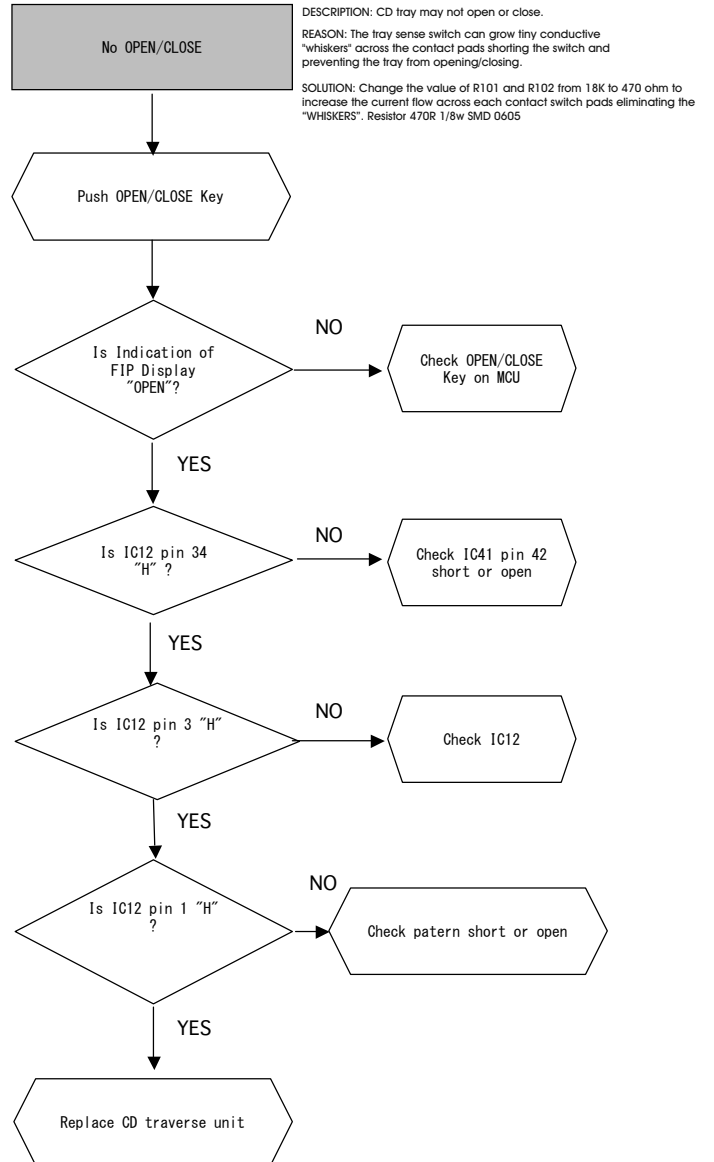 No OPEN/CLOSE
DESCRIPTION: CD tray may not open or close.
REASON: The tray sense switch can grow tiny conductive
"whiskers" across the contact pads shorting the switch and
preventing the tray from opening/closing.
SOLUTION: Change the value of R101 and R102 from 18K to 470 ohm to
increase the current flow across each contact switch pads eliminating the
"WHISKERS". Resistor 470R 1/8w SMD 0605
Push OPEN/CLOSE Key
Is Indication of
FIP Display
"OPEN"?
NO
Check OPEN/CLOSE
Key on MCU
YES
Is IC12 pin 34
"H" ?
NO
Check IC41 pin 42
short or open
YES
Is IC12 pin 3 "H"
?
NO
Check IC12
YES
Is IC12 pin 1 "H"
?
NO
Check patern short or open
YES
Replace CD traverse unit